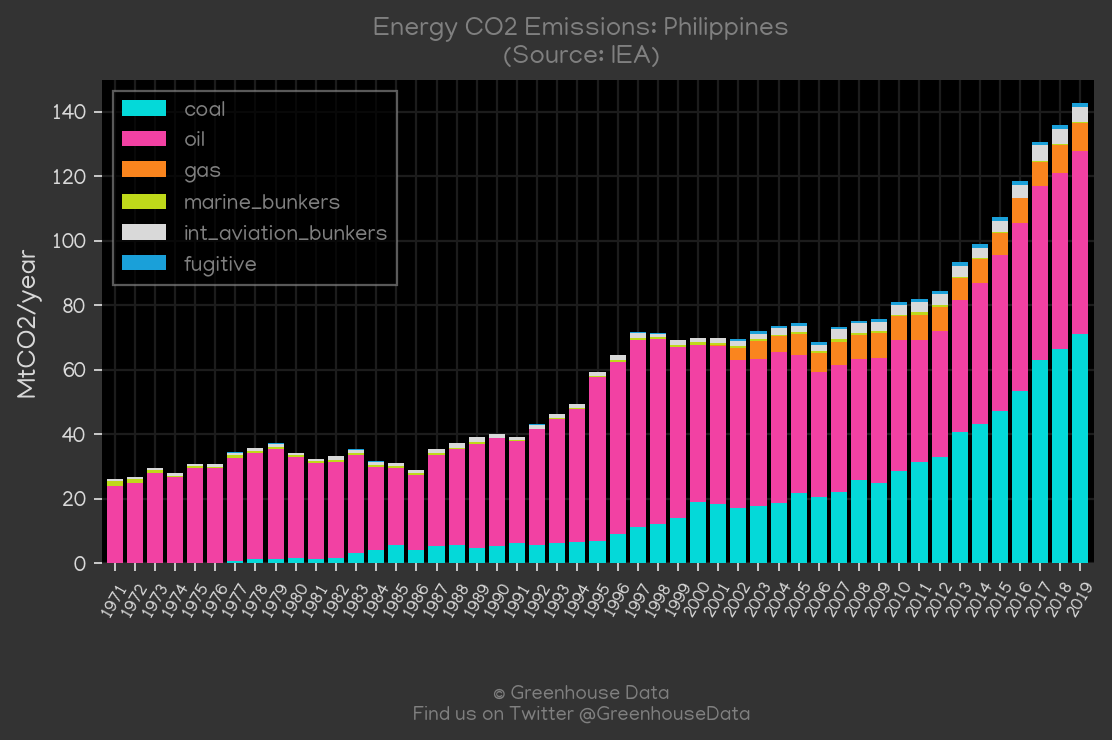 Energy CO2 Emissions: Philippines
(Source: IEA)
MtCO2/year
140
120
100
80
60
40
20
0
coal
oil
gas
marine_bunkers
int_aviation_bunkers
fugitive
1971 1972 1973 1974 1975 1976 1977 1978 1979 1980 1981 1982 1983 1984 1985 1986 1987 1988 1989 1990 1991 1992 1993 1994 1995 1996 1997 1998 1999 2000 2001 2002 2003 2004 2005 2006 2007 2008 2009 2010 2011 2012 2013 2014 2015 2016 2017 2018 2019
© Greenhouse Data
Find us on Twitter @GreenhouseData